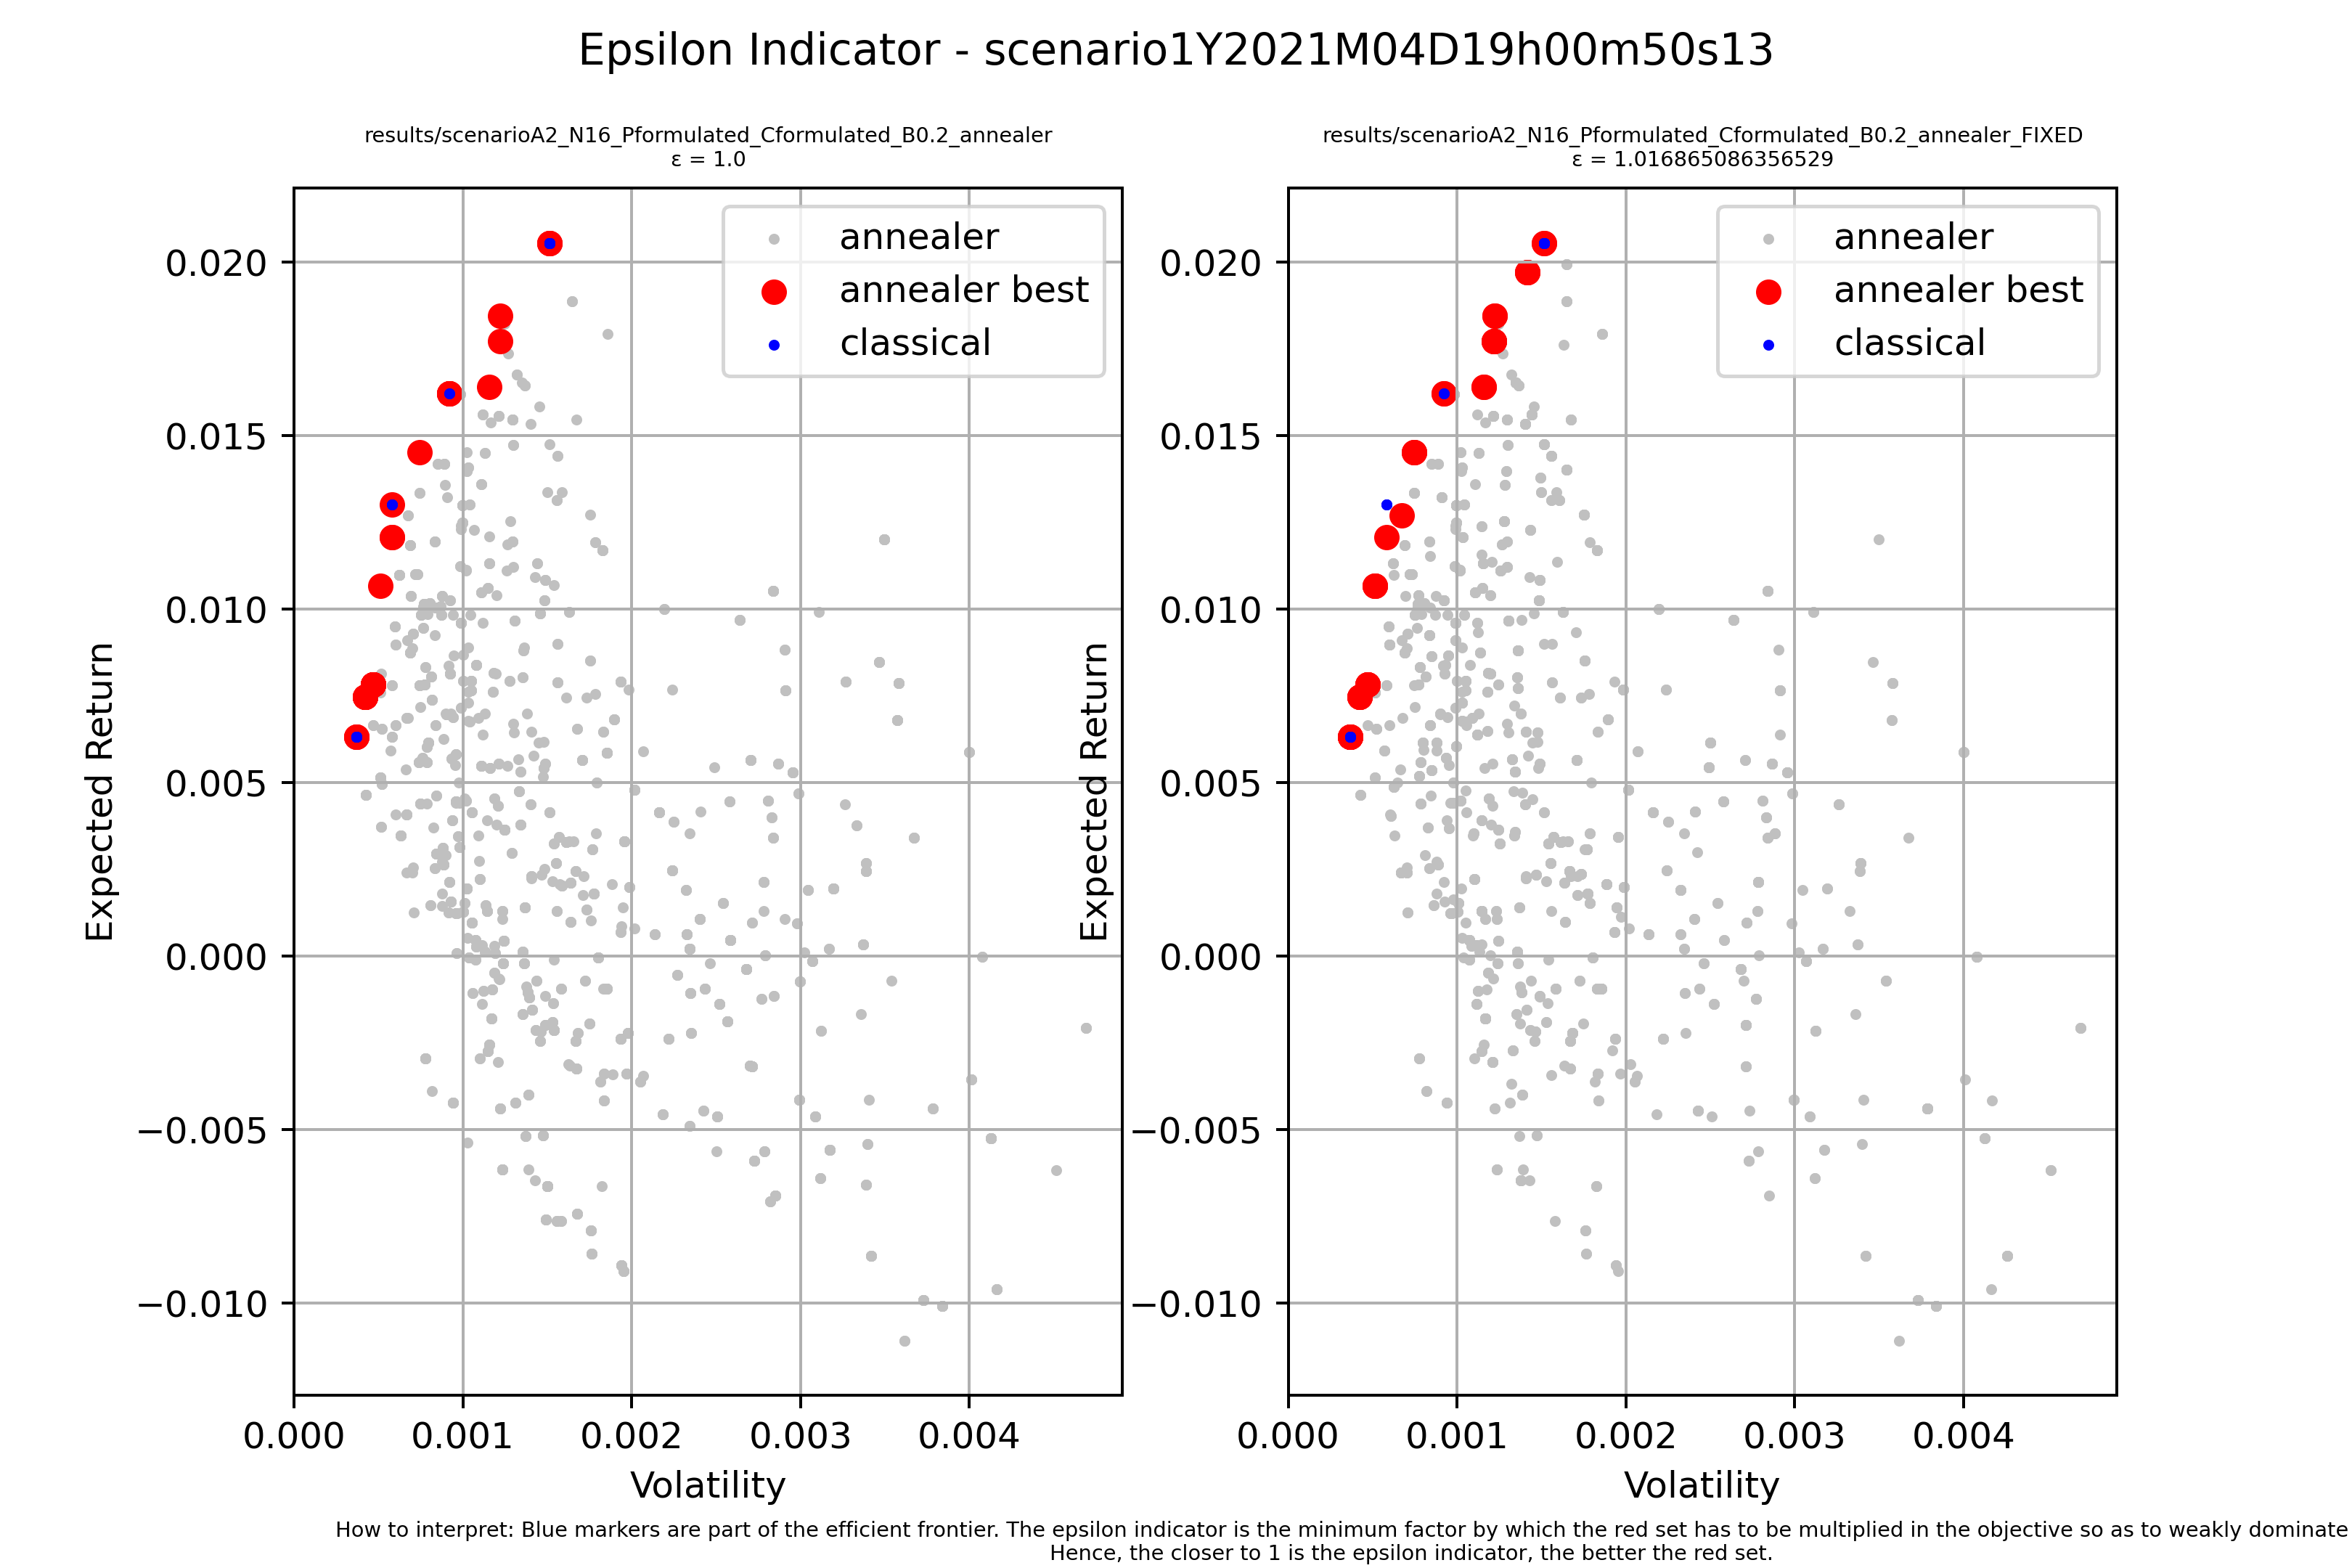 Epsilon Indicator - scenario1Y2021M04D19h00m50s13
results/scenarioA2_N16_Pformulated_Cformulated_B0.2_annealer
ε = 1.0
annealer
annealer best
classical
0.020
0.015
0.010
0.005
0.000
−0.005
−0.010
Expected Return
0.000
0.001
0.002
0.003
0.004
Volatility
results/scenarioA2_N16_Pformulated_Cformulated_B0.2_annealer_FIXED
ε = 1.016865086356529
annealer
annealer best
classical
0.020
0.015
0.010
0.005
0.000
−0.005
−0.010
Expected Return
0.000
0.001
0.002
0.003
0.004
Volatility
How to interpret: Blue markers are part of the efficient frontier. The epsilon indicator is the minimum factor by which the red set has to be multiplied in the objective so as to weakly dominate
Hence, the closer to 1 is the epsilon indicator, the better the red set.